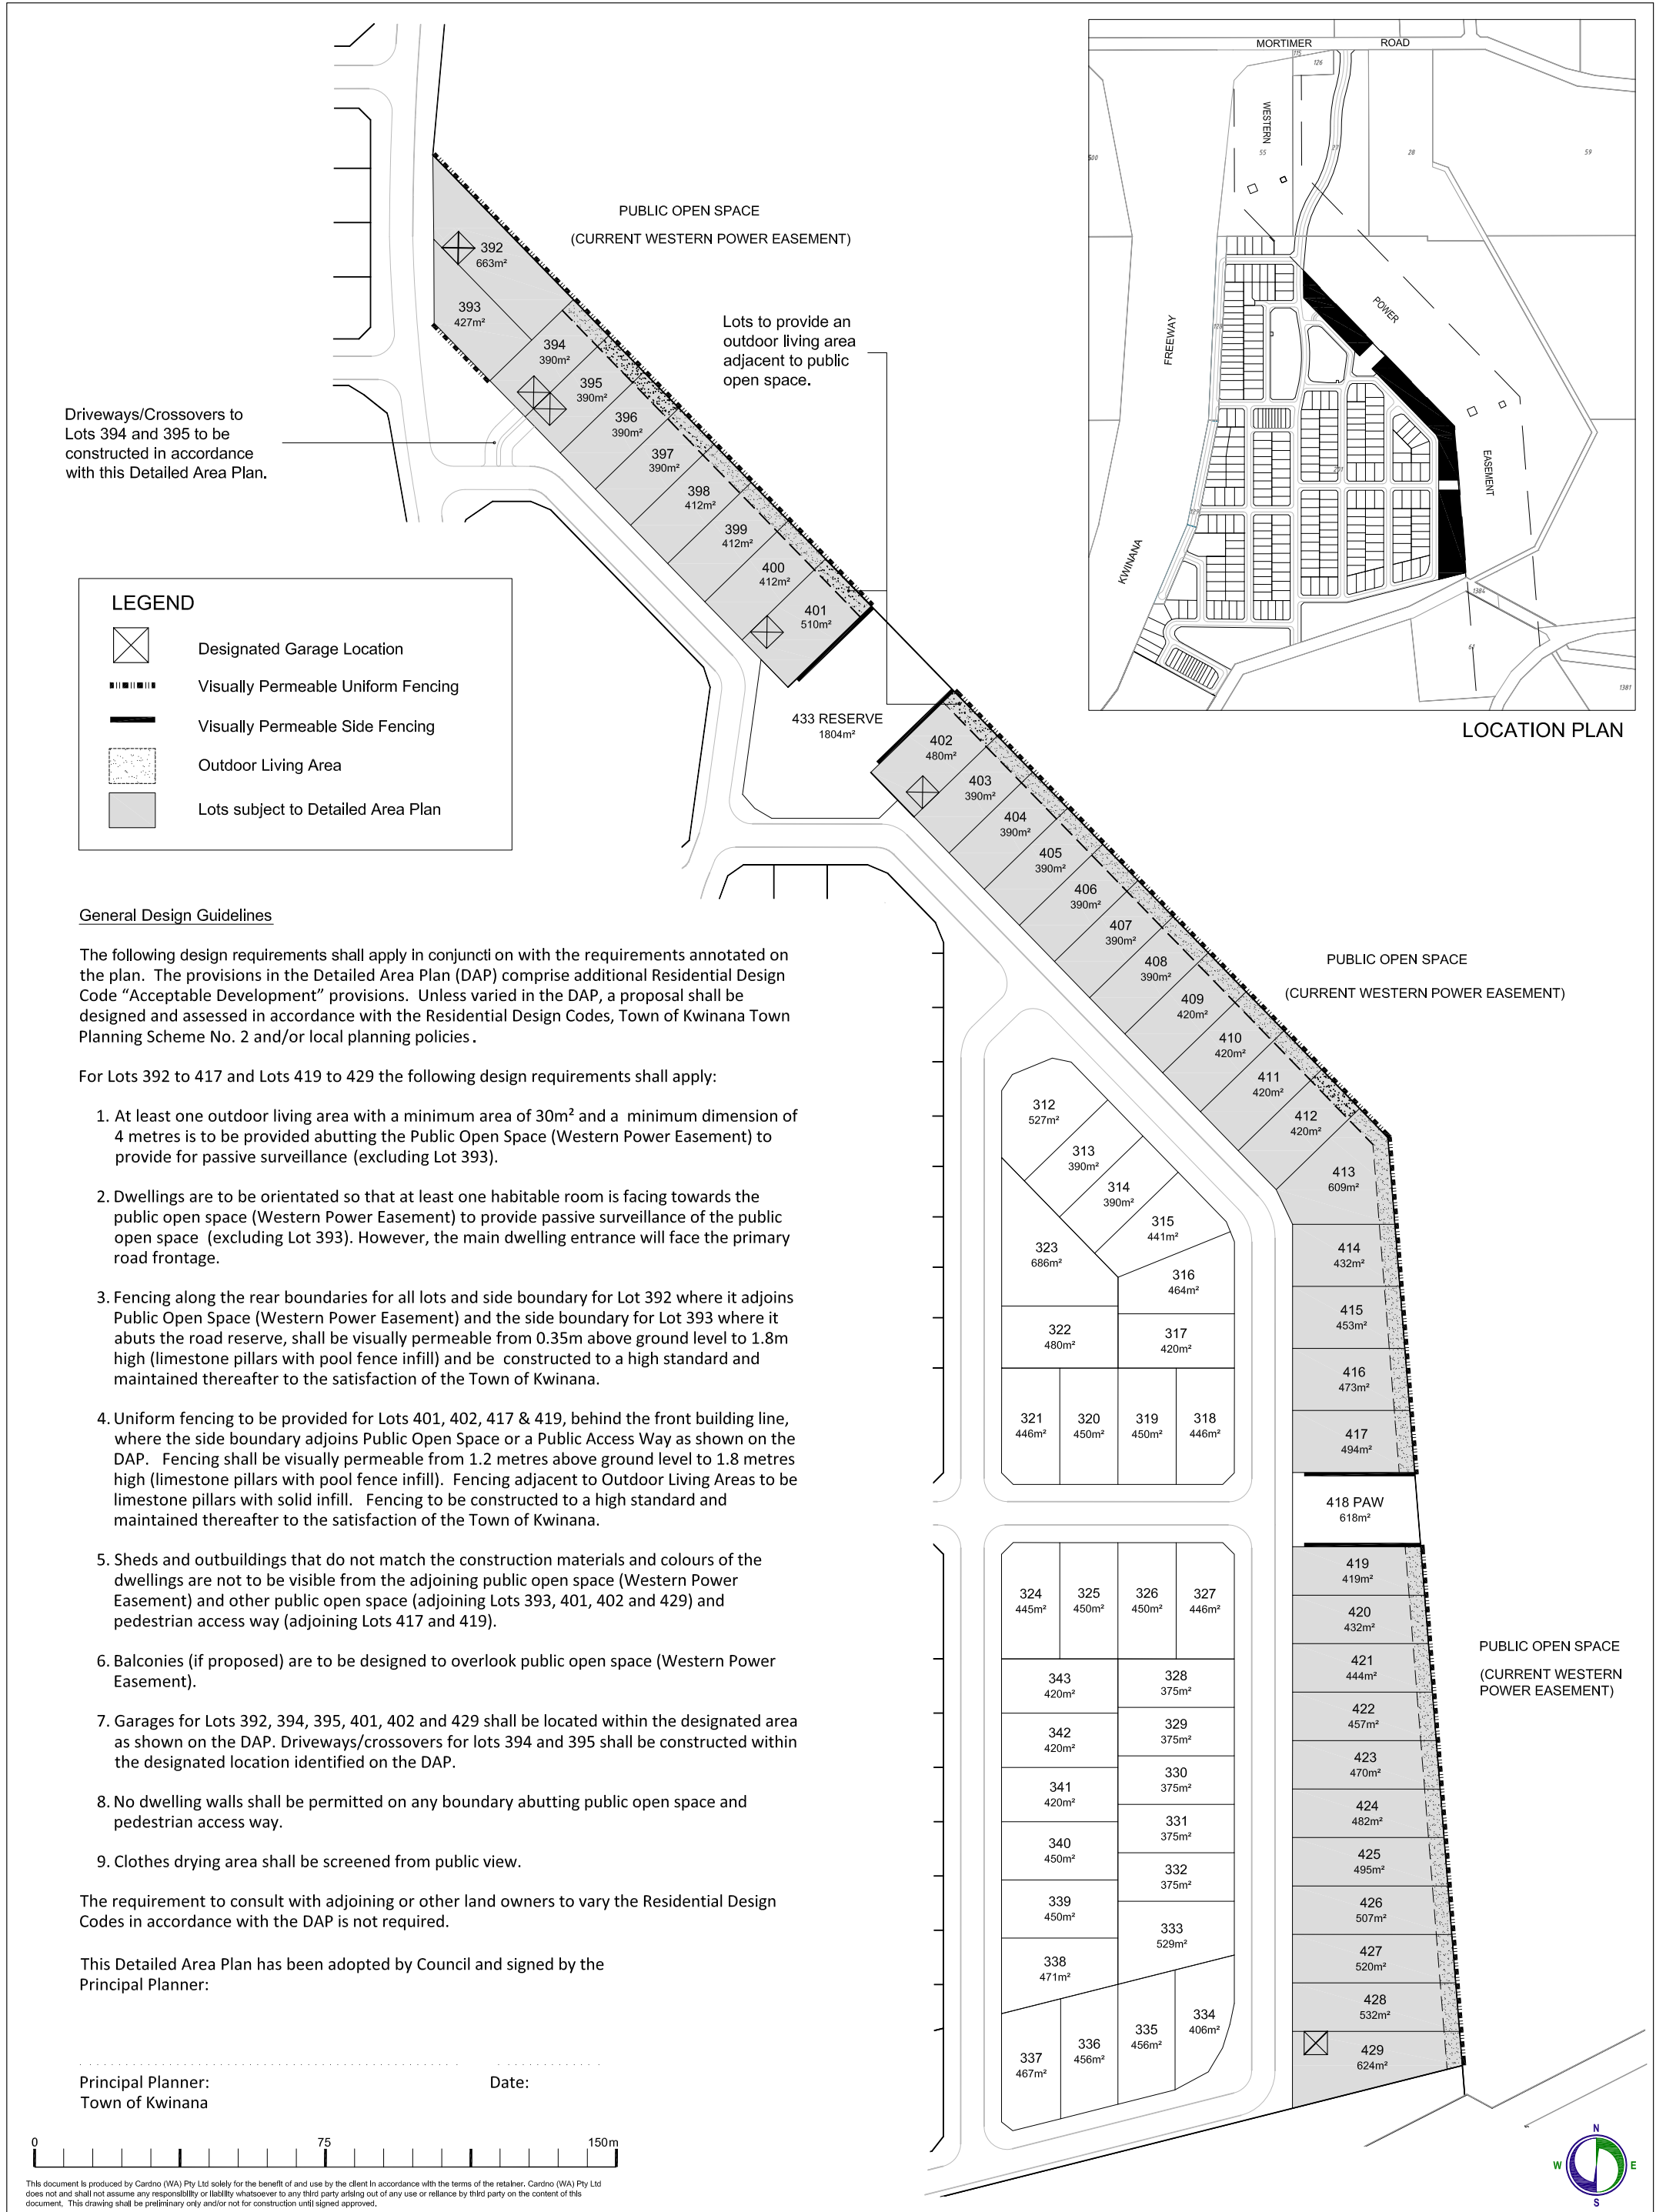 PUBLIC OPEN SPACE
(CURRENT WESTERN POWER EASEMENT)
392
663m²
393
427m²
394
390m²
395
390m²
396
390m²
397
390m²
398
412m²
399
412m²
400
412m²
401
510m²
Lots to provide an
outdoor living area
adjacent to public
open space.
Driveways/Crossovers to
Lots 394 and 395 to be
constructed in accordance
with this Detailed Area Plan.
MORTIMER ROAD
115
126
WESTERN
55
27
28
59
500
POWER
FREEWAY
EASEMENT
KWINANA
129
1384
62
1381
LOCATION PLAN
LEGEND
Designated Garage Location
Visually Permeable Uniform Fencing
Visually Permeable Side Fencing
Outdoor Living Area
Lots subject to Detailed Area Plan
433 RESERVE
1804m²
402
480m²
403
390m²
404
390m²
405
390m²
406
390m²
407
390m²
408
390m²
409
420m²
410
420m²
411
420m²
412
420m²
413
609m²
414
432m²
415
453m²
416
473m²
417
494m²
418 PAW
618m²
419
419m²
420
432m²
421
444m²
422
457m²
423
470m²
424
482m²
425
495m²
426
507m²
427
520m²
428
532m²
429
624m²
PUBLIC OPEN SPACE
(CURRENT WESTERN POWER EASEMENT)
PUBLIC OPEN SPACE
(CURRENT WESTERN
POWER EASEMENT)
312
527m²
313
390m²
314
390m²
315
441m²
316
464m²
323
686m²
322
480m²
317
420m²
321
446m²
320
450m²
319
450m²
318
446m²
324
445m²
325
450m²
326
450m²
327
446m²
343
420m²
328
375m²
342
420m²
329
375m²
330
375m²
341
420m²
331
375m²
340
450m²
332
375m²
339
450m²
333
529m²
338
471m²
334
406m²
335
456m²
336
456m²
337
467m²
General Design Guidelines
The following design requirements shall apply in conjuncti on with the requirements annotated on
the plan. The provisions in the Detailed Area Plan (DAP) comprise additional Residential Design
Code “Acceptable Development” provisions. Unless varied in the DAP, a proposal shall be
designed and assessed in accordance with the Residential Design Codes, Town of Kwinana Town
Planning Scheme No. 2 and/or local planning policies.
For Lots 392 to 417 and Lots 419 to 429 the following design requirements shall apply:
1. At least one outdoor living area with a minimum area of 30m² and a minimum dimension of
4 metres is to be provided abutting the Public Open Space (Western Power Easement) to
provide for passive surveillance (excluding Lot 393).
2. Dwellings are to be orientated so that at least one habitable room is facing towards the
public open space (Western Power Easement) to provide passive surveillance of the public
open space (excluding Lot 393). However, the main dwelling entrance will face the primary
road frontage.
3. Fencing along the rear boundaries for all lots and side boundary for Lot 392 where it adjoins
Public Open Space (Western Power Easement) and the side boundary for Lot 393 where it
abuts the road reserve, shall be visually permeable from 0.35m above ground level to 1.8m
high (limestone pillars with pool fence infill) and be constructed to a high standard and
maintained thereafter to the satisfaction of the Town of Kwinana.
4. Uniform fencing to be provided for Lots 401, 402, 417 & 419, behind the front building line,
where the side boundary adjoins Public Open Space or a Public Access Way as shown on the
DAP. Fencing shall be visually permeable from 1.2 metres above ground level to 1.8 metres
high (limestone pillars with pool fence infill). Fencing adjacent to Outdoor Living Areas to be
limestone pillars with solid infill. Fencing to be constructed to a high standard and
maintained thereafter to the satisfaction of the Town of Kwinana.
5. Sheds and outbuildings that do not match the construction materials and colours of the
dwellings are not to be visible from the adjoining public open space (Western Power
Easement) and other public open space (adjoining Lots 393, 401, 402 and 429) and
pedestrian access way (adjoining Lots 417 and 419).
6. Balconies (if proposed) are to be designed to overlook public open space (Western Power
Easement).
7. Garages for Lots 392, 394, 395, 401, 402 and 429 shall be located within the designated area
as shown on the DAP. Driveways/crossovers for lots 394 and 395 shall be constructed within
the designated location identified on the DAP.
8. No dwelling walls shall be permitted on any boundary abutting public open space and
pedestrian access way.
9. Clothes drying area shall be screened from public view.
The requirement to consult with adjoining or other land owners to vary the Residential Design
Codes in accordance with the DAP is not required.
This Detailed Area Plan has been adopted by Council and signed by the
Principal Planner:
Principal Planner: Date:
Town of Kwinana
0 75 150m
This document is produced by Cardno (WA) Pty Ltd solely for the benefit of and use by the client in accordance with the terms of the retainer. Cardno (WA) Pty Ltd
does not and shall not assume any responsibility or liability whatsoever to any third party arising out of any use or reliance by third party on the content of this
document. This drawing shall be preliminary only and/or not for construction until signed approved.
N
W E
S